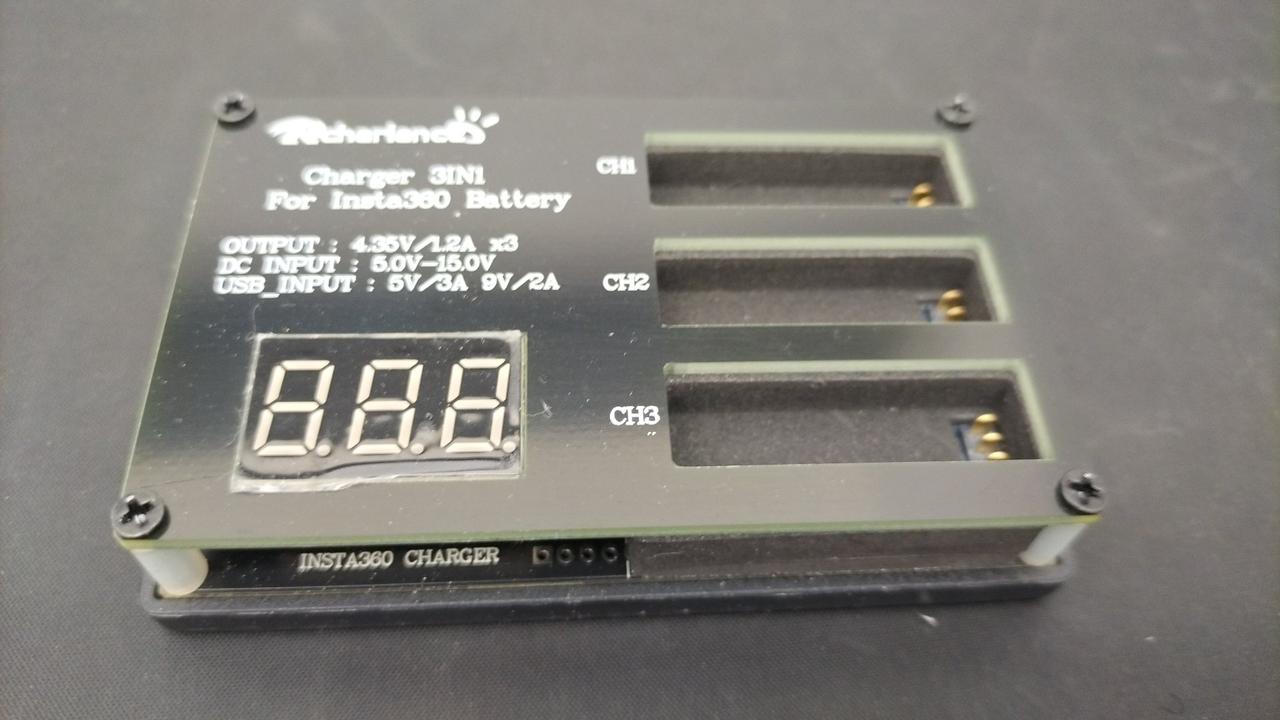 Charger 3IN1
For Insta360 Battery
OUTPUT : 4.35V/1.2A x3
DC INPUT : 5.0V-15.0V
USB_INPUT : 5V/3A 9V/2A
CH1
CH2
CH3
INSTA360 CHARGER